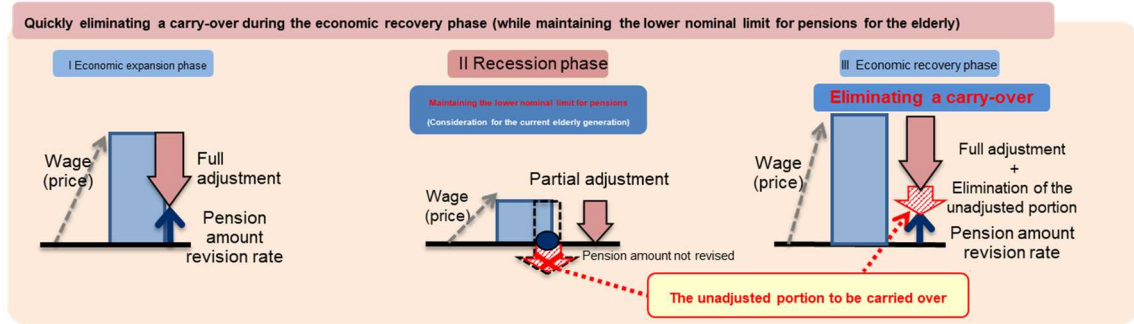 Quickly eliminating a carry-over during the economic recovery phase (while maintaining the lower nominal limit for pensions for the elderly)
I Economic expansion phase
Wage
(price)
Full
adjustment
Pension
amount
revision rate
II Recession phase
Maintaining the lower nominal limit for pensions
(Consideration for the current elderly generation)
Partial adjustment
Wage
(price)
Pension amount not revised
III Economic recovery phase
Eliminating a carry-over
Wage
(price)
Full adjustment
+
Elimination of the
unadjusted portion
Pension amount
revision rate
The unadjusted portion to be carried over